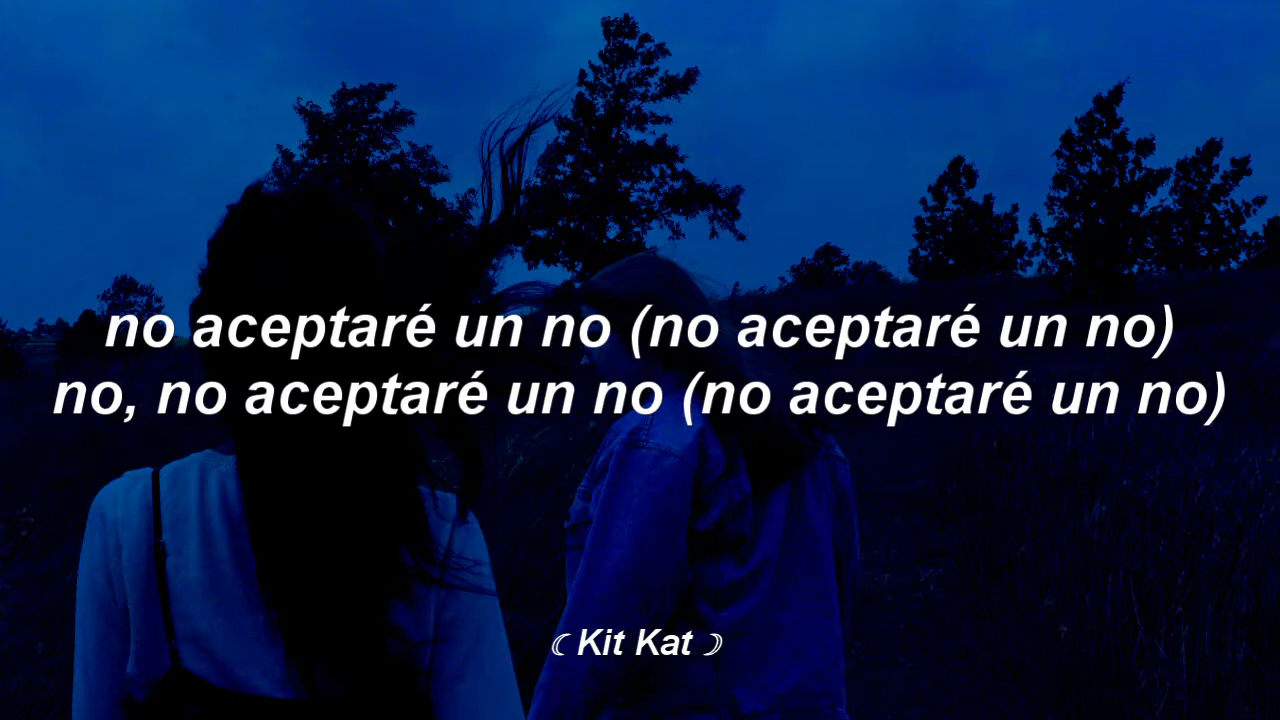 no aceptaré un no (no aceptaré un no)
no, no aceptaré un no (no aceptaré un no)
☾Kit Kat☽